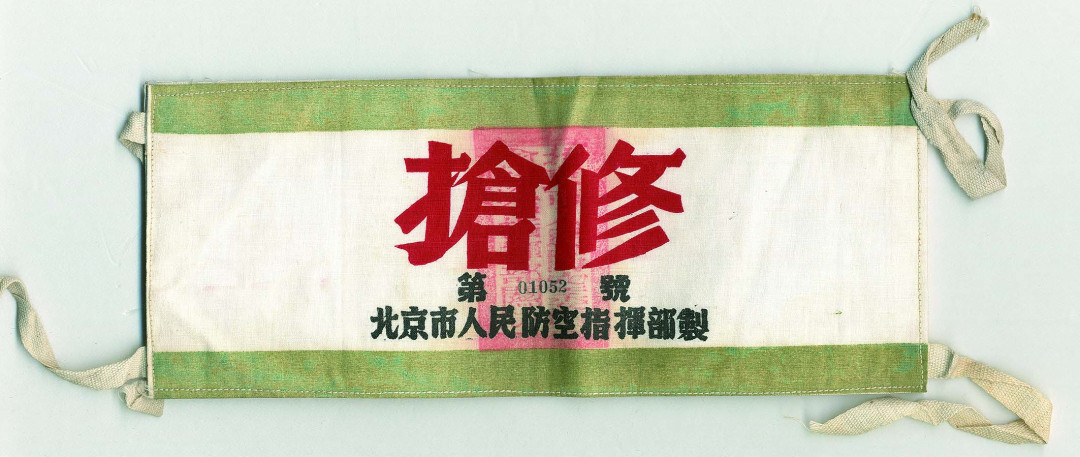 搶修
第 01052 號
北京市人民防空指揮部製